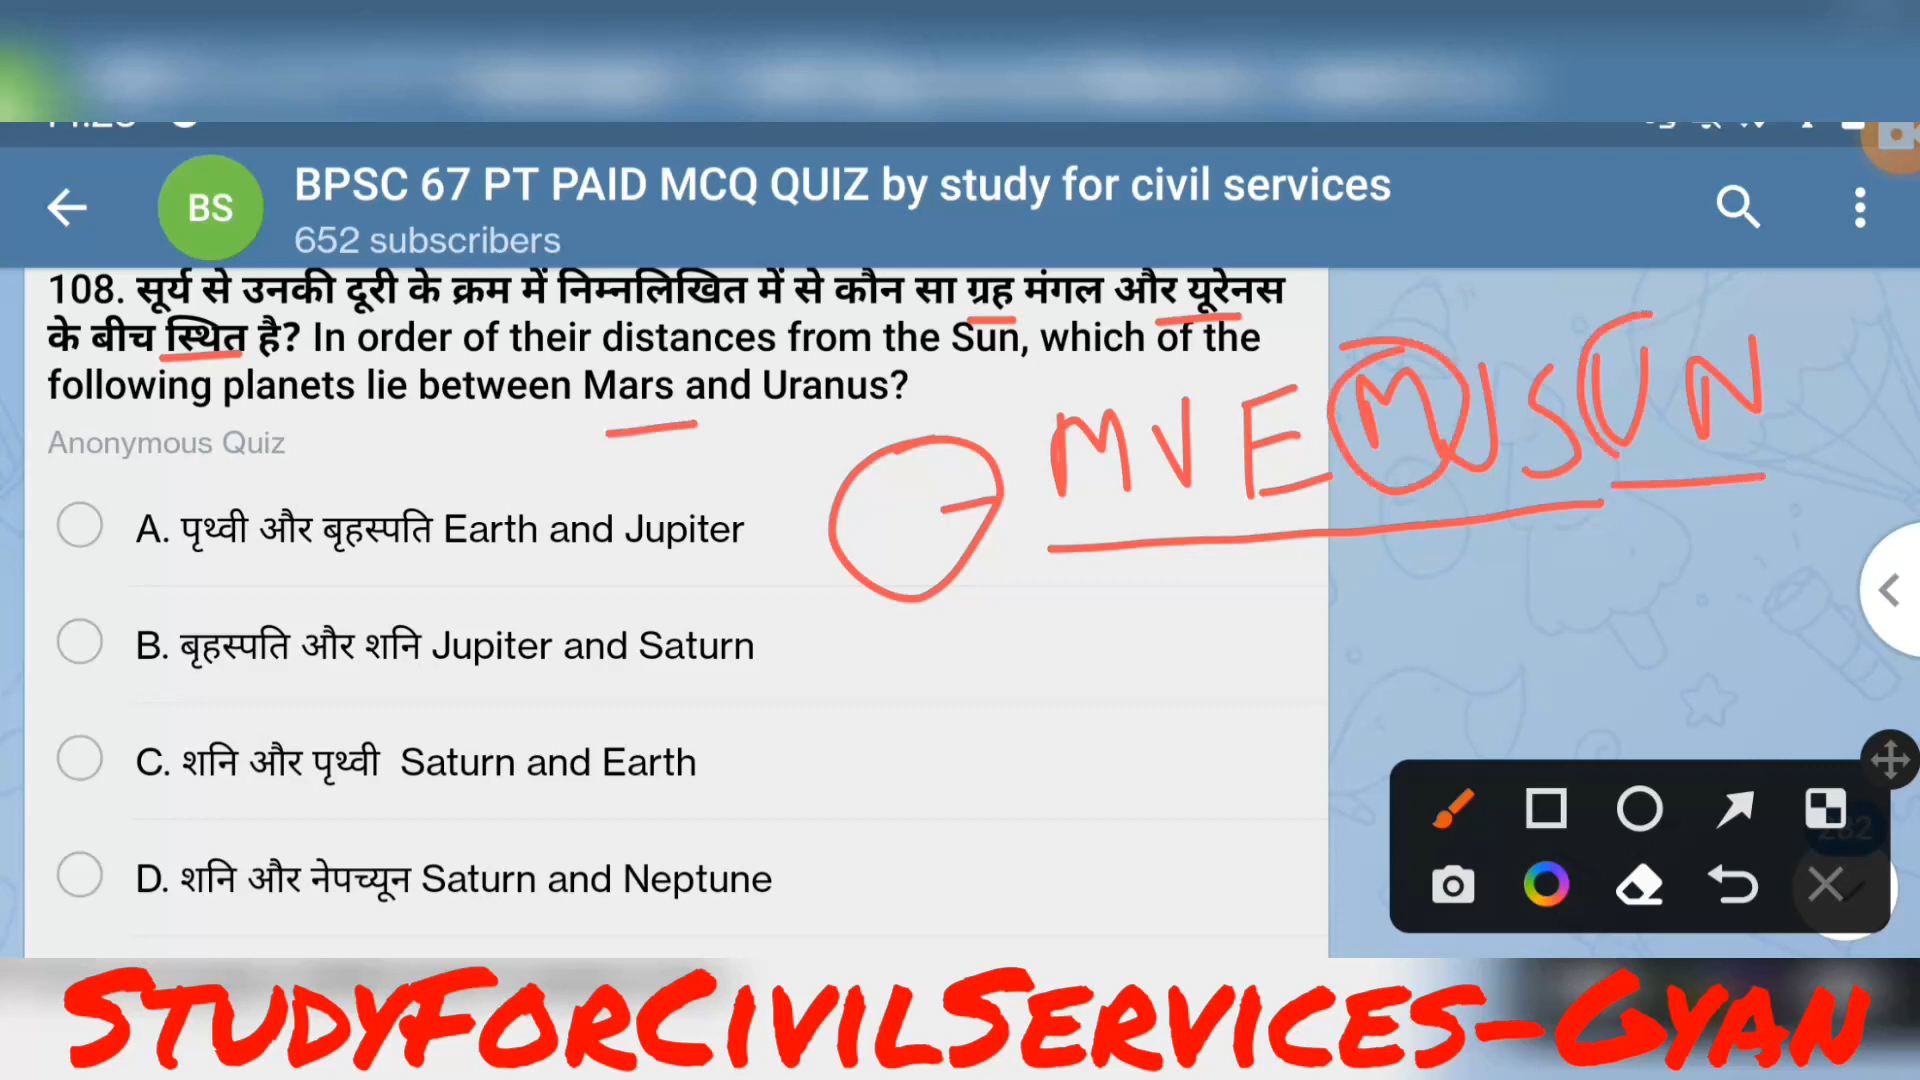 BS
BPSC 67 PT PAID MCQ QUIZ by study for civil services
652 subscribers
108. सूर्य से उनकी दूरी के क्रम में निम्नलिखित में से कौन सा ग्रह मंगल और यूरेनस
के बीच स्थित है? In order of their distances from the Sun, which of the
following planets lie between Mars and Uranus?
Anonymous Quiz
M V E M J S U N
A. पृथ्वी और बृहस्पति Earth and Jupiter
B. बृहस्पति और शनि Jupiter and Saturn
C. शनि और पृथ्वी Saturn and Earth
D. शनि और नेपच्यून Saturn and Neptune
StudyForCivilServices-Gyan